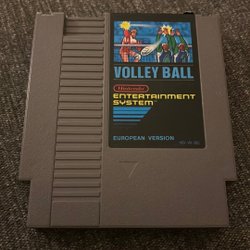 VOLLEY BALL
Nintendo
ENTERTAINMENT
SYSTEM
EUROPEAN VERSION